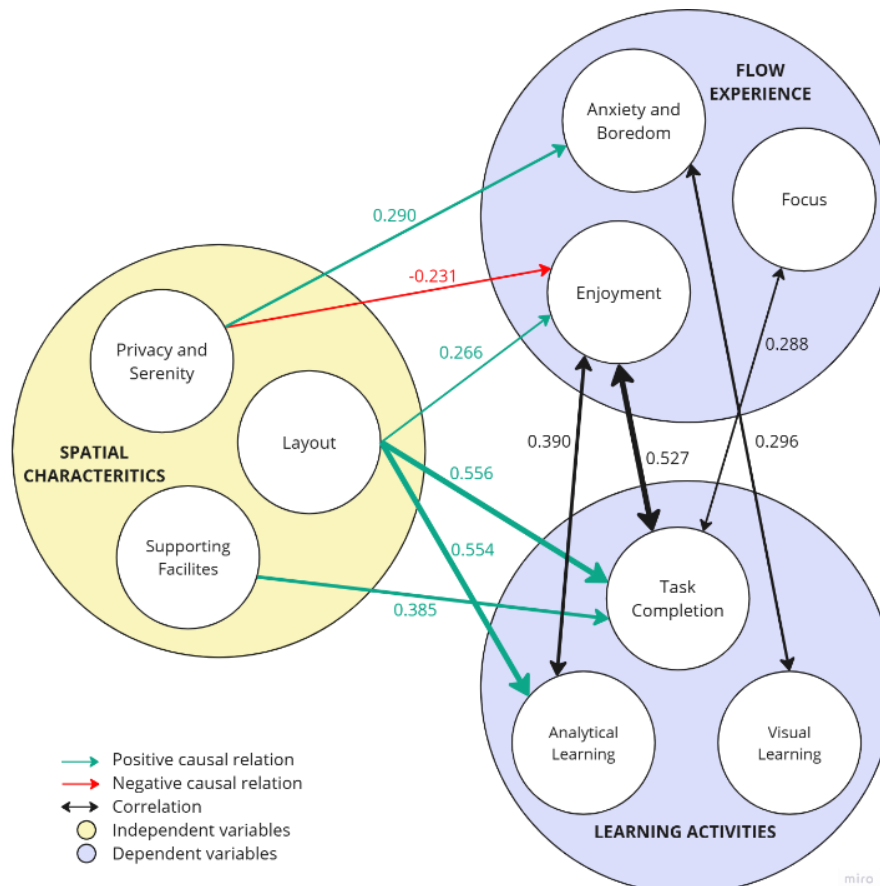 FLOW
EXPERIENCE
Anxiety and
Boredom
Focus
0.290
-0.231
Enjoyment
Privacy and
Serenity
0.266
0.288
Layout
SPATIAL
CHARACTERITICS
0.390
0.527
0.296
0.556
Supporting
Facilites
0.554
0.385
Task
Completion
Analytical
Learning
Visual
Learning
LEARNING ACTIVITIES
Positive causal relation
Negative causal relation
Correlation
Independent variables
Dependent variables
miro